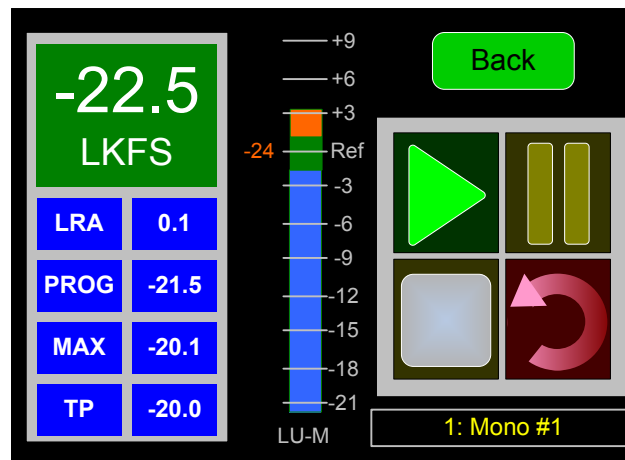 -22.5
LKFS
LRA 0.1
PROG -21.5
MAX -20.1
TP -20.0
+9
+6
+3
-24 Ref
-3
-6
-9
-12
-15
-18
-21
LU-M
Back
1: Mono #1